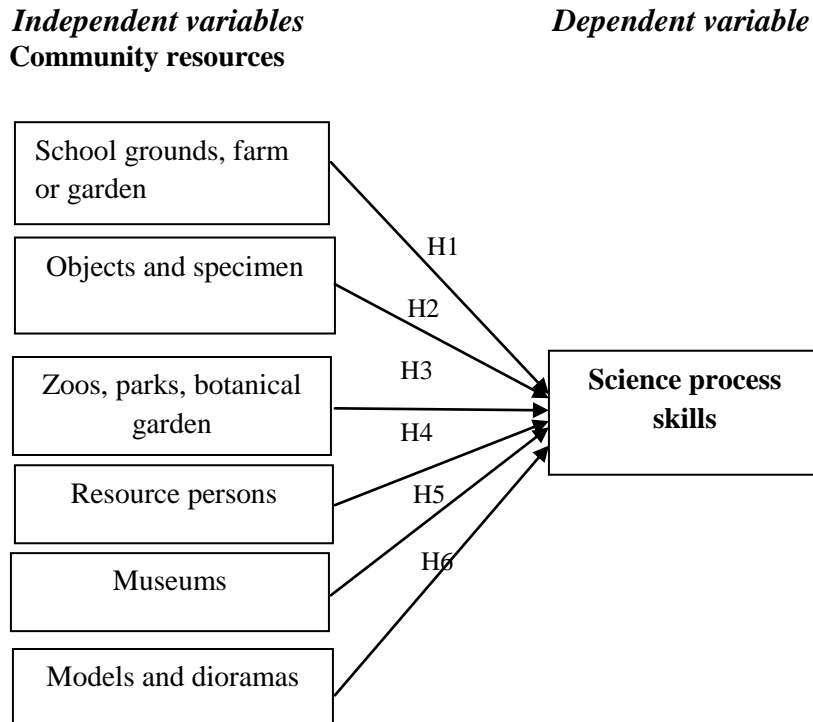 Independent variables
Dependent variable
Community resources
School grounds, farm
or garden
H1
Objects and specimen
H2
H3
Zoos, parks, botanical
garden
Science process
skills
H4
Resource persons
H5
Museums
H6
Models and dioramas